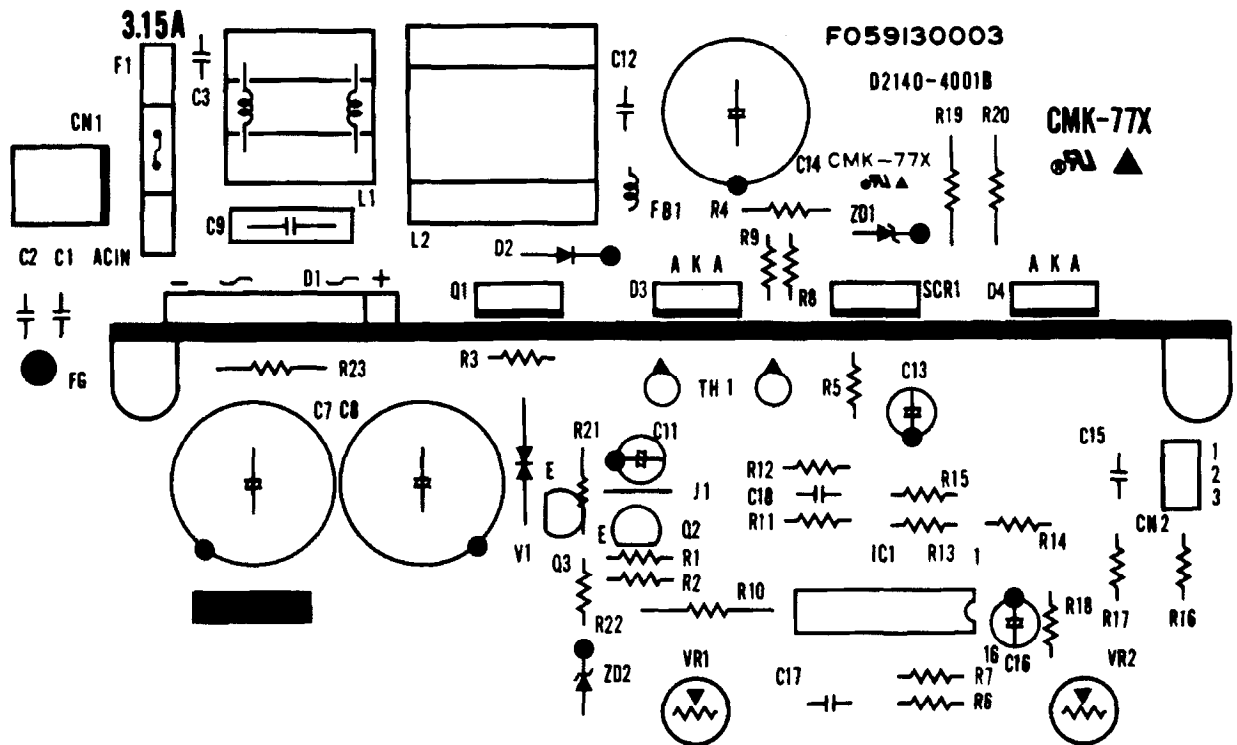 3.15A
F059130003
F1
C3
C12
D2140-4001B
R19
R20
CMK-77X
CN1
C14
CMK-77X
L1
FB1
R4
ZD1
C9
L2
D2
R9
C2
C1
ACIN
A K A
A K A
-
D1
+
Q1
D3
R8
SCR1
D4
FG
R23
R3
TH1
R5
C13
C7
C8
R21
C11
C15
E
R12
R15
1
2
3
J1
C18
E
Q2
R11
CN2
V1
Q3
R1
IC1
R13
1
R14
R2
R10
R22
R18
R17
R16
VR1
16
C16
VR2
ZD2
C17
R7
R6